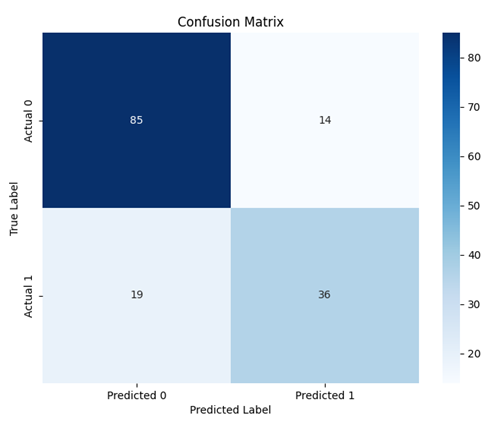 Confusion Matrix
Actual 0
85
14
80
70
60
50
40
30
20
True Label
Actual 1
19
36
Predicted 0
Predicted 1
Predicted Label